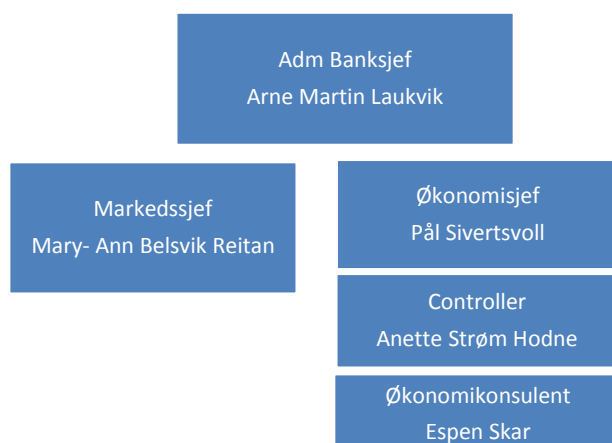 Adm Banksjef
Arne Martin Laukvik
Markedssjef
Mary- Ann Belsvik Reitan
Økonomisjef
Pål Sivertsvoll
Controller
Anette Strøm Hodne
Økonomikonsulent
Espen Skar